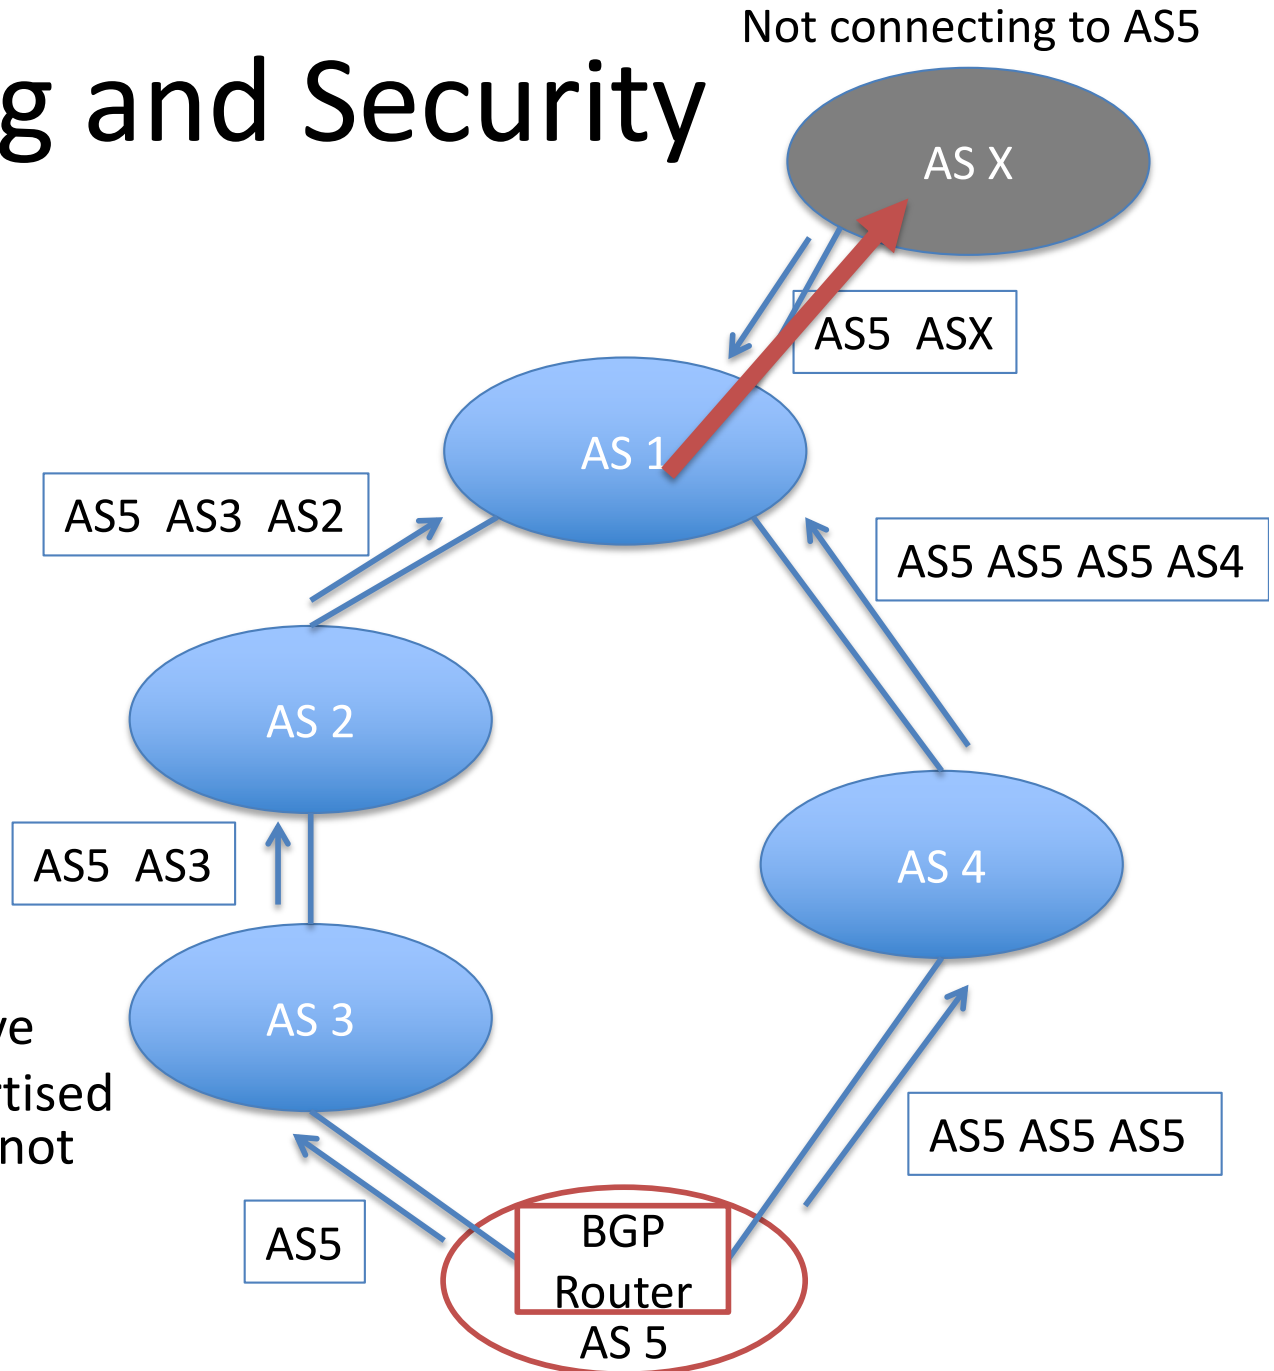 Not connecting to AS5
g and Security
AS X
AS5 ASX
AS 1
AS5 AS3 AS2
AS5 AS5 AS5 AS4
AS 2
AS5 AS3
AS 4
AS 3
ve
rtised
not
AS5 AS5 AS5
AS5
BGP
Router
AS 5